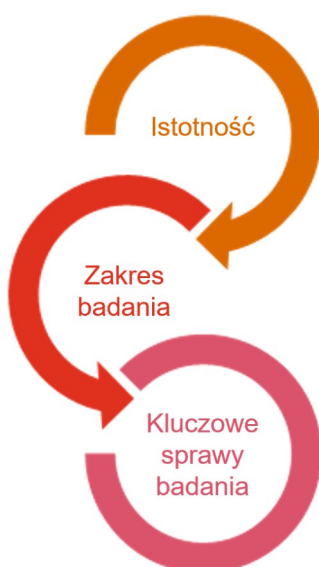 Istotność
Zakres
badania
Kluczowe
sprawy
badania